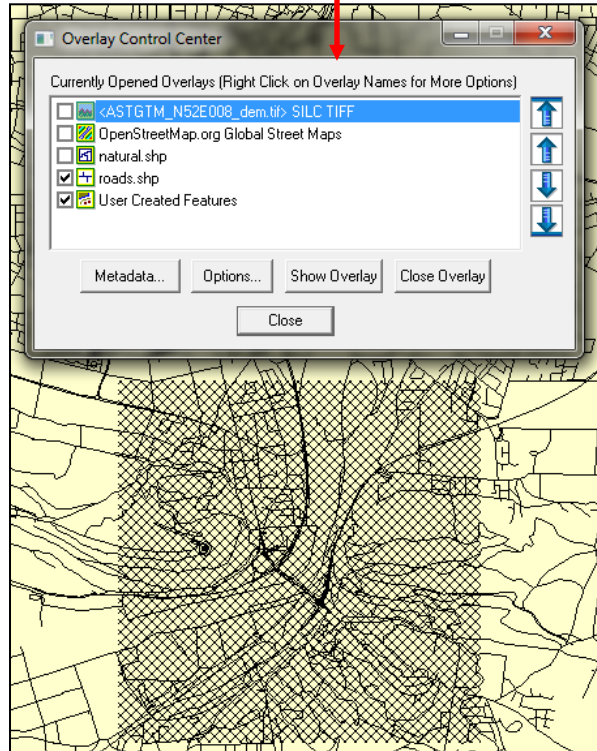 Overlay Control Center
Currently Opened Overlays (Right Click on Overlay Names for More Options)
<ASTGTM_N52E008_dem.tif> SILC TIFF
OpenStreetMap.org Global Street Maps
natural.shp
roads.shp
User Created Features
Metadata...
Options...
Show Overlay
Close Overlay
Close